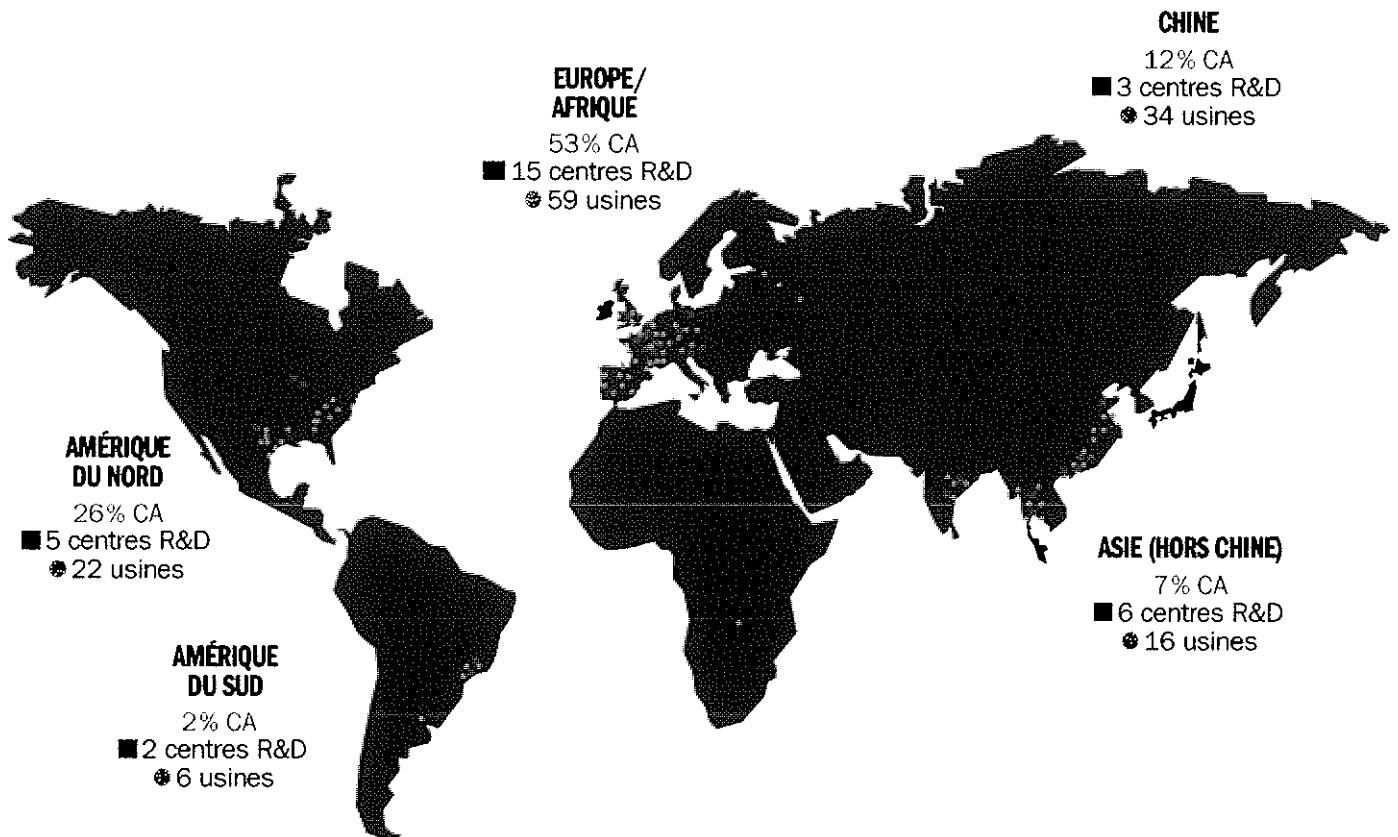 CHINE
12% CA
3 centres R&D
34 usines
EUROPE/
AFRIQUE
53% CA
15 centres R&D
59 usines
AMÉRIQUE
DU NORD
26% CA
5 centres R&D
22 usines
ASIE (HORS CHINE)
7% CA
6 centres R&D
16 usines
AMÉRIQUE
DU SUD
2% CA
2 centres R&D
6 usines